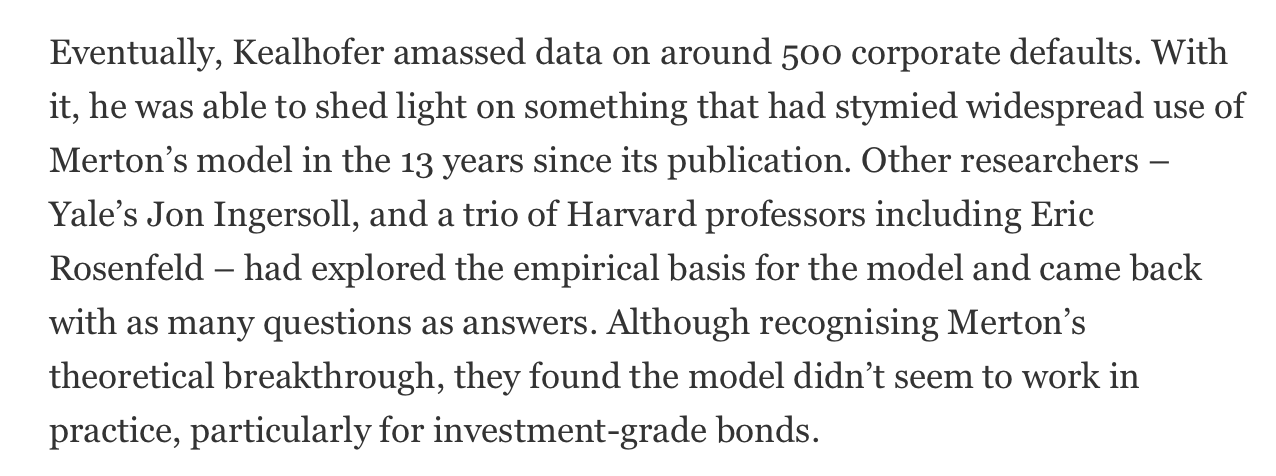 Eventually, Kealhofer amassed data on around 500 corporate defaults. With
it, he was able to shed light on something that had stymied widespread use of
Merton’s model in the 13 years since its publication. Other researchers –
Yale’s Jon Ingersoll, and a trio of Harvard professors including Eric
Rosenfeld – had explored the empirical basis for the model and came back
with as many questions as answers. Although recognising Merton’s
theoretical breakthrough, they found the model didn’t seem to work in
practice, particularly for investment-grade bonds.